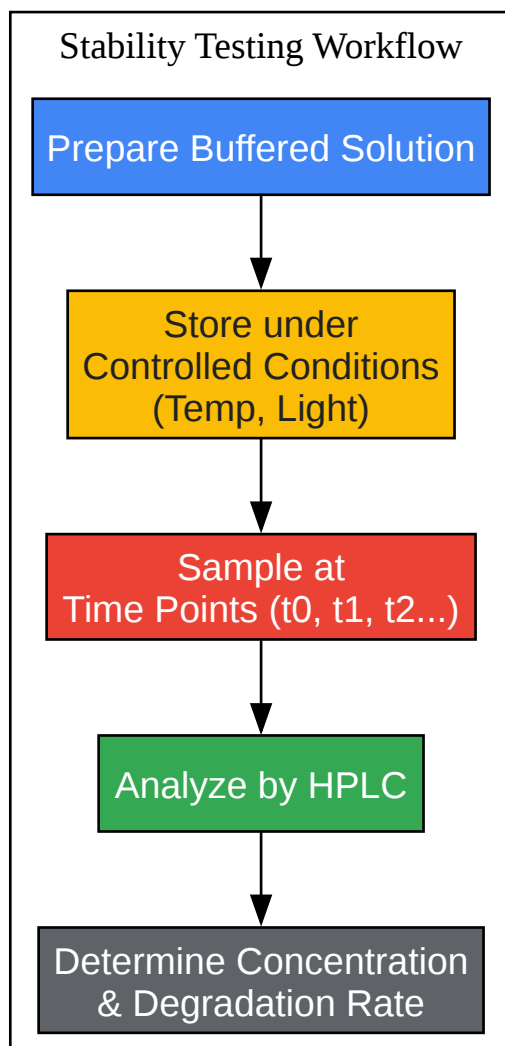 Stability Testing Workflow
Prepare Buffered Solution
Store under
Controlled Conditions
(Temp, Light)
Sample at
Time Points (t0, t1, t2...)
Analyze by HPLC
Determine Concentration
& Degradation Rate